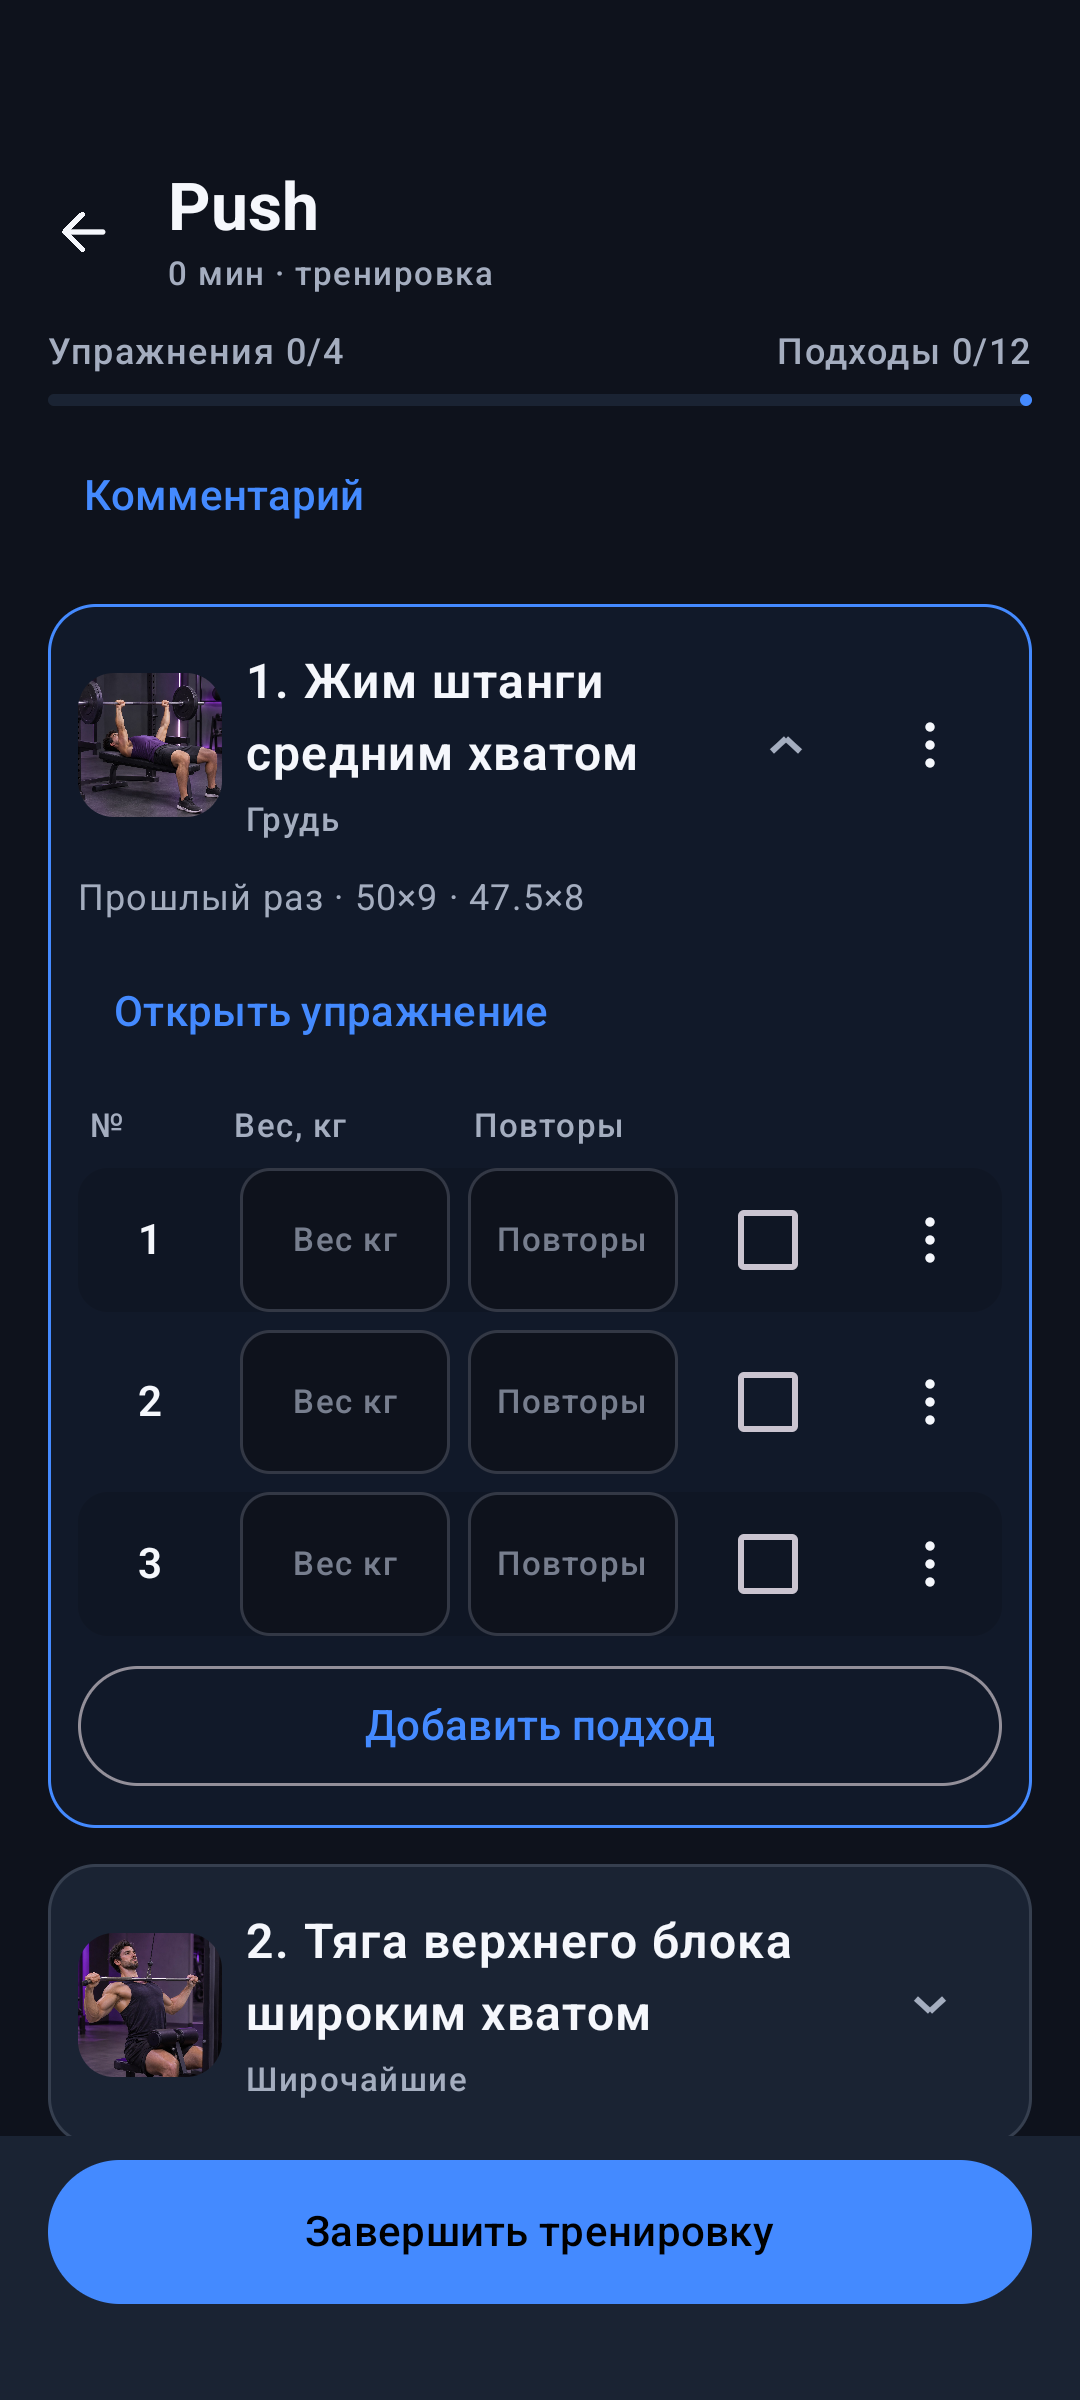 Push
0 мин · тренировка
Упражнения 0/4
Подходы 0/12
Комментарий
1. Жим штанги
средним хватом
Грудь
Прошлый раз · 50×9 · 47.5×8
Открыть упражнение
№ Вес, кг Повторы
1 Вес кг Повторы
2 Вес кг Повторы
3 Вес кг Повторы
Добавить подход
2. Тяга верхнего блока
широким хватом
Широчайшие
Завершить тренировку